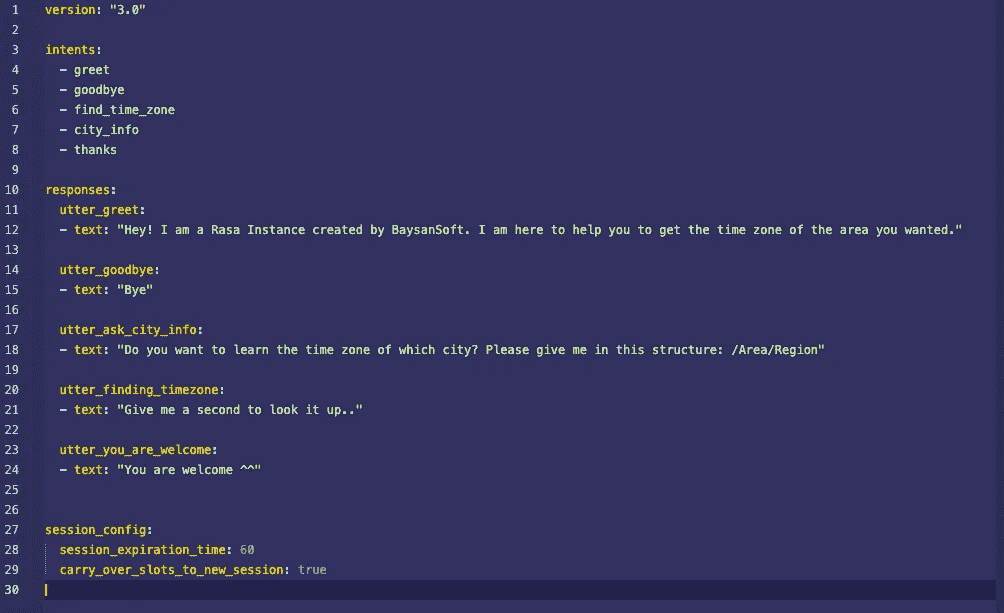 1 version: "3.0"
2
3 intents:
4   - greet
5   - goodbye
6   - find_time_zone
7   - city_info
8   - thanks
9
10 responses:
11   utter_greet:
12   - text: "Hey! I am a Rasa Instance created by BaysanSoft. I am here to help you to get the time zone of the area you wanted."
13
14   utter_goodbye:
15   - text: "Bye"
16
17   utter_ask_city_info:
18   - text: "Do you want to learn the time zone of which city? Please give me in this structure: /Area/Region"
19
20   utter_finding_timezone:
21   - text: "Give me a second to look it up.."
22
23   utter_you_are_welcome:
24   - text: "You are welcome ^^"
25
26
27 session_config:
28   session_expiration_time: 60
29   carry_over_slots_to_new_session: true
30